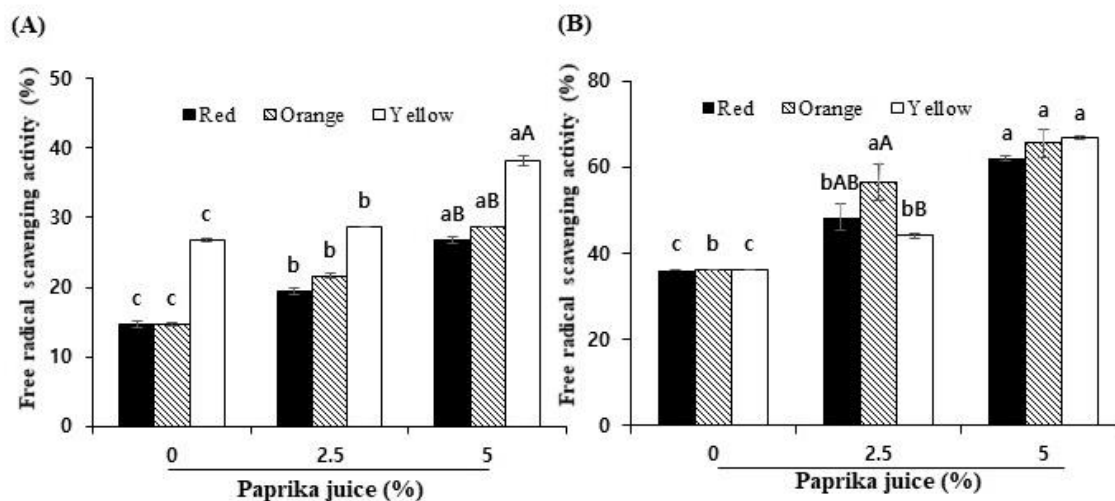 (A)
Free radical scavenging activity (%)
50
40
30
20
10
0
Red Orange Yellow
c c c
b b b
aB aB aA
0 2.5 5
Paprika juice (%)
(B)
Free radical scavenging activity (%)
80
60
40
20
0
Red Orange Yellow
c b c
bAB aA bB
a a a
0 2.5 5
Paprika juice (%)